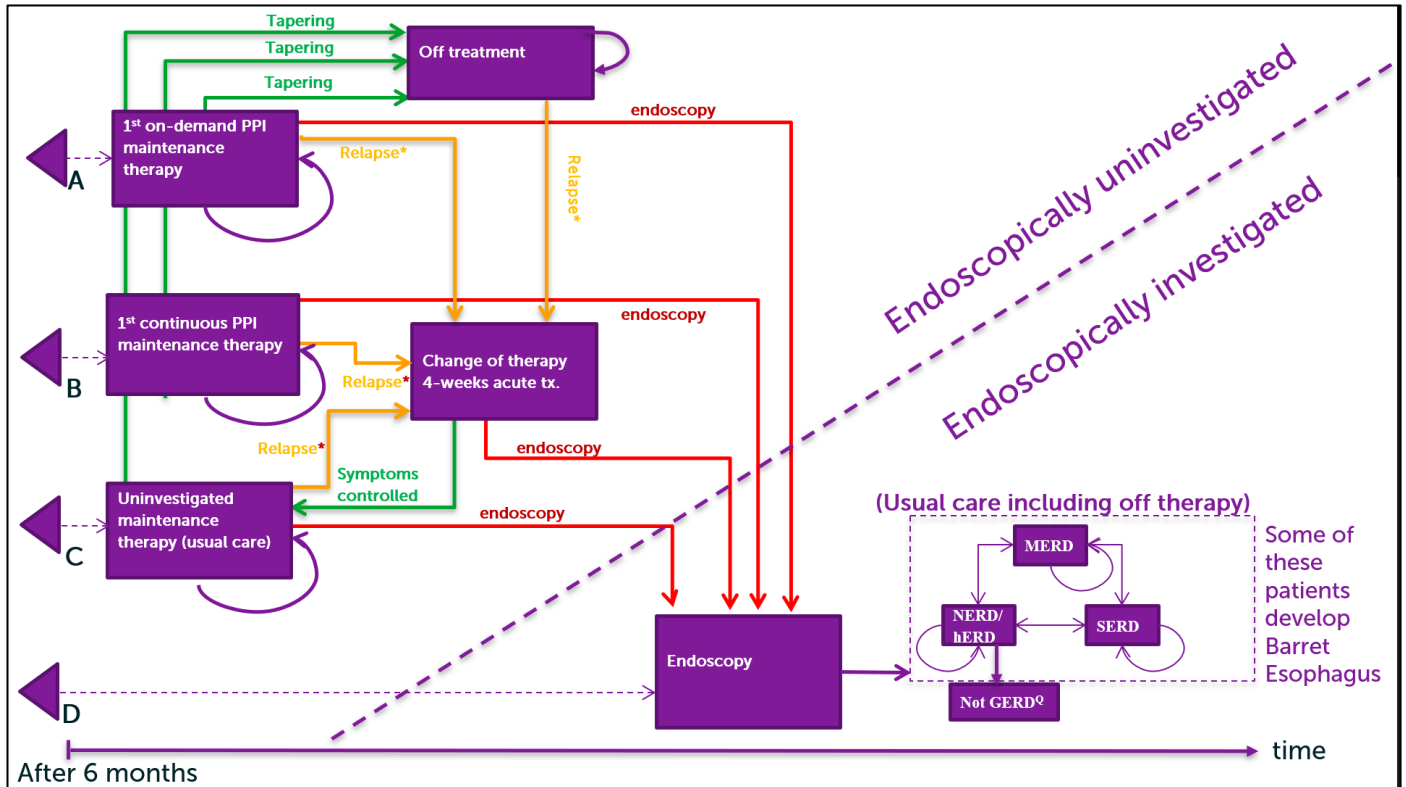 Tapering
Tapering
Tapering
Off treatment
endoscopy
1st on-demand PPI
maintenance
therapy
Relapse*
Relapse*
A
Endoscopically uninvestigated
Endoscopically investigated
1st continuous PPI
maintenance therapy
endoscopy
B
Relapse*
Change of therapy
4-weeks acute tx.
Relapse*
endoscopy
Symptoms
controlled
Uninvestigated
maintenance
therapy (usual care)
endoscopy
C
(Usual care including off therapy)
MERD
NERD/
hERD
SERD
Some of
these
patients
develop
Barret
Esophagus
Endoscopy
Not GERDQ
D
time
After 6 months